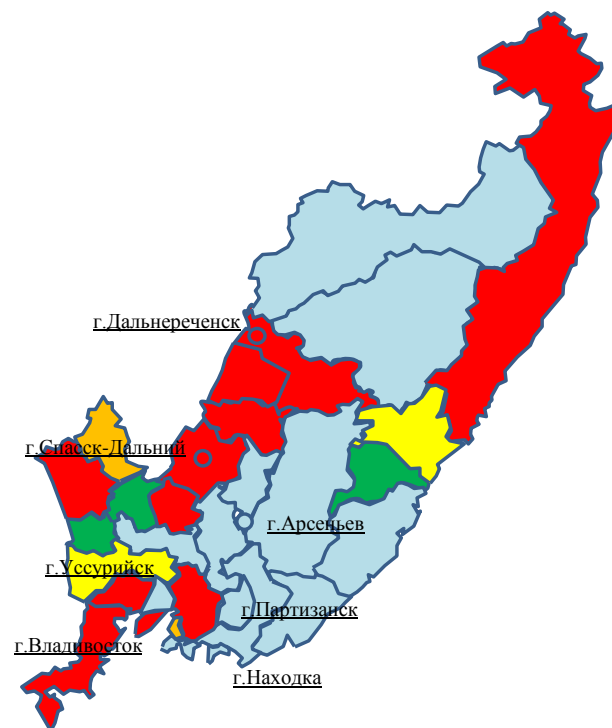 г.Дальнереченск
г.Спасск-Дальний
г.Арсеньев
г.Уссурийск
г.Партизанск
г.Владивосток
г.Находка